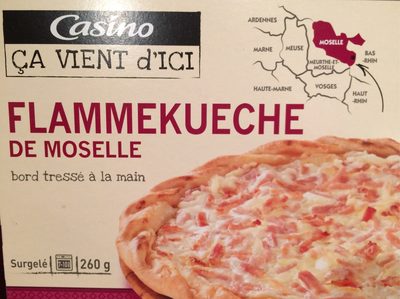 Casino
ÇA VIENT d'ICI
ARDENNES
MOSELLE
MARNE
MEUSE
BAS
-RHIN
MEURTHE-ET-
MOSELLE
HAUTE-MARNE
VOSGES
HAUT
-RHIN
FLAMMEKUECHE
DE MOSELLE
bord tressé à la main
Surgelé
260 g